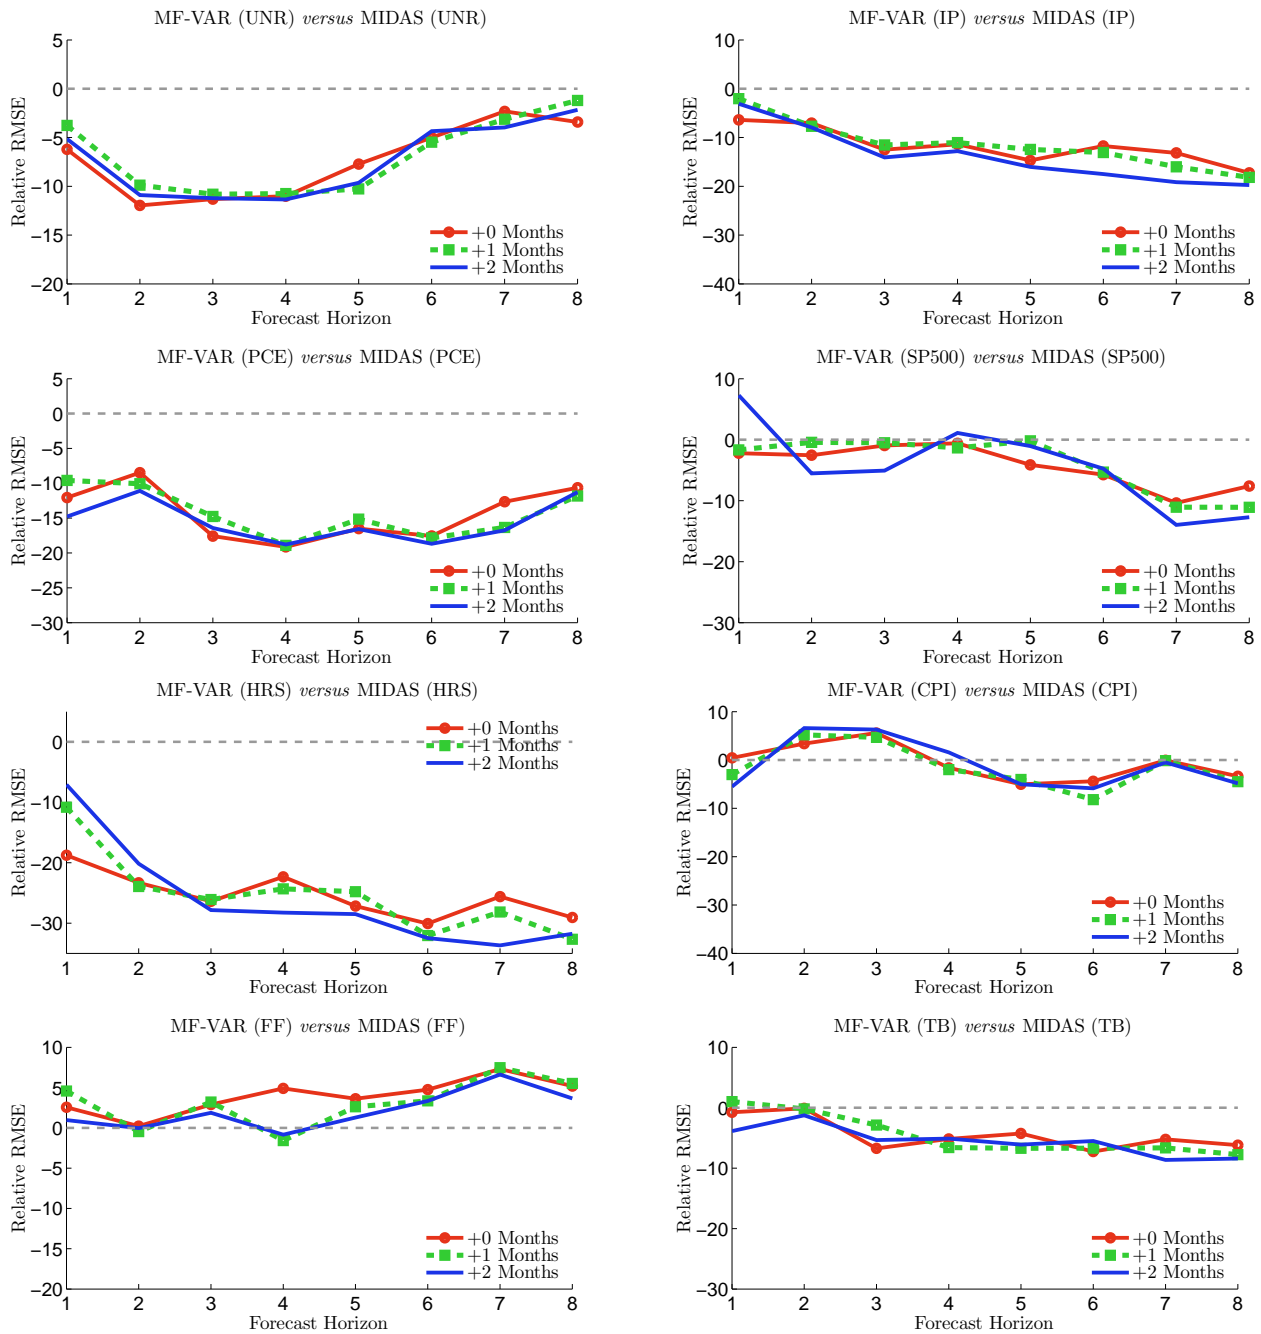 MF-VAR (UNR) versus MIDAS (UNR)
Relative RMSE
5
0
−5
−10
−15
−20
+0 Months
+1 Months
+2 Months
1 2 3 4 5 6 7 8
Forecast Horizon
MF-VAR (IP) versus MIDAS (IP)
Relative RMSE
10
0
−10
−20
−30
−40
+0 Months
+1 Months
+2 Months
1 2 3 4 5 6 7 8
Forecast Horizon
MF-VAR (PCE) versus MIDAS (PCE)
Relative RMSE
5
0
−5
−10
−15
−20
−25
−30
+0 Months
+1 Months
+2 Months
1 2 3 4 5 6 7 8
Forecast Horizon
MF-VAR (SP500) versus MIDAS (SP500)
Relative RMSE
10
0
−10
−20
−30
+0 Months
+1 Months
+2 Months
1 2 3 4 5 6 7 8
Forecast Horizon
MF-VAR (HRS) versus MIDAS (HRS)
Relative RMSE
0
−10
−20
−30
+0 Months
+1 Months
+2 Months
1 2 3 4 5 6 7 8
Forecast Horizon
MF-VAR (CPI) versus MIDAS (CPI)
Relative RMSE
10
0
−10
−20
−30
−40
+0 Months
+1 Months
+2 Months
1 2 3 4 5 6 7 8
Forecast Horizon
MF-VAR (FF) versus MIDAS (FF)
Relative RMSE
10
5
0
−5
−10
−15
−20
+0 Months
+1 Months
+2 Months
1 2 3 4 5 6 7 8
Forecast Horizon
MF-VAR (TB) versus MIDAS (TB)
Relative RMSE
10
0
−10
−20
−30
+0 Months
+1 Months
+2 Months
1 2 3 4 5 6 7 8
Forecast Horizon